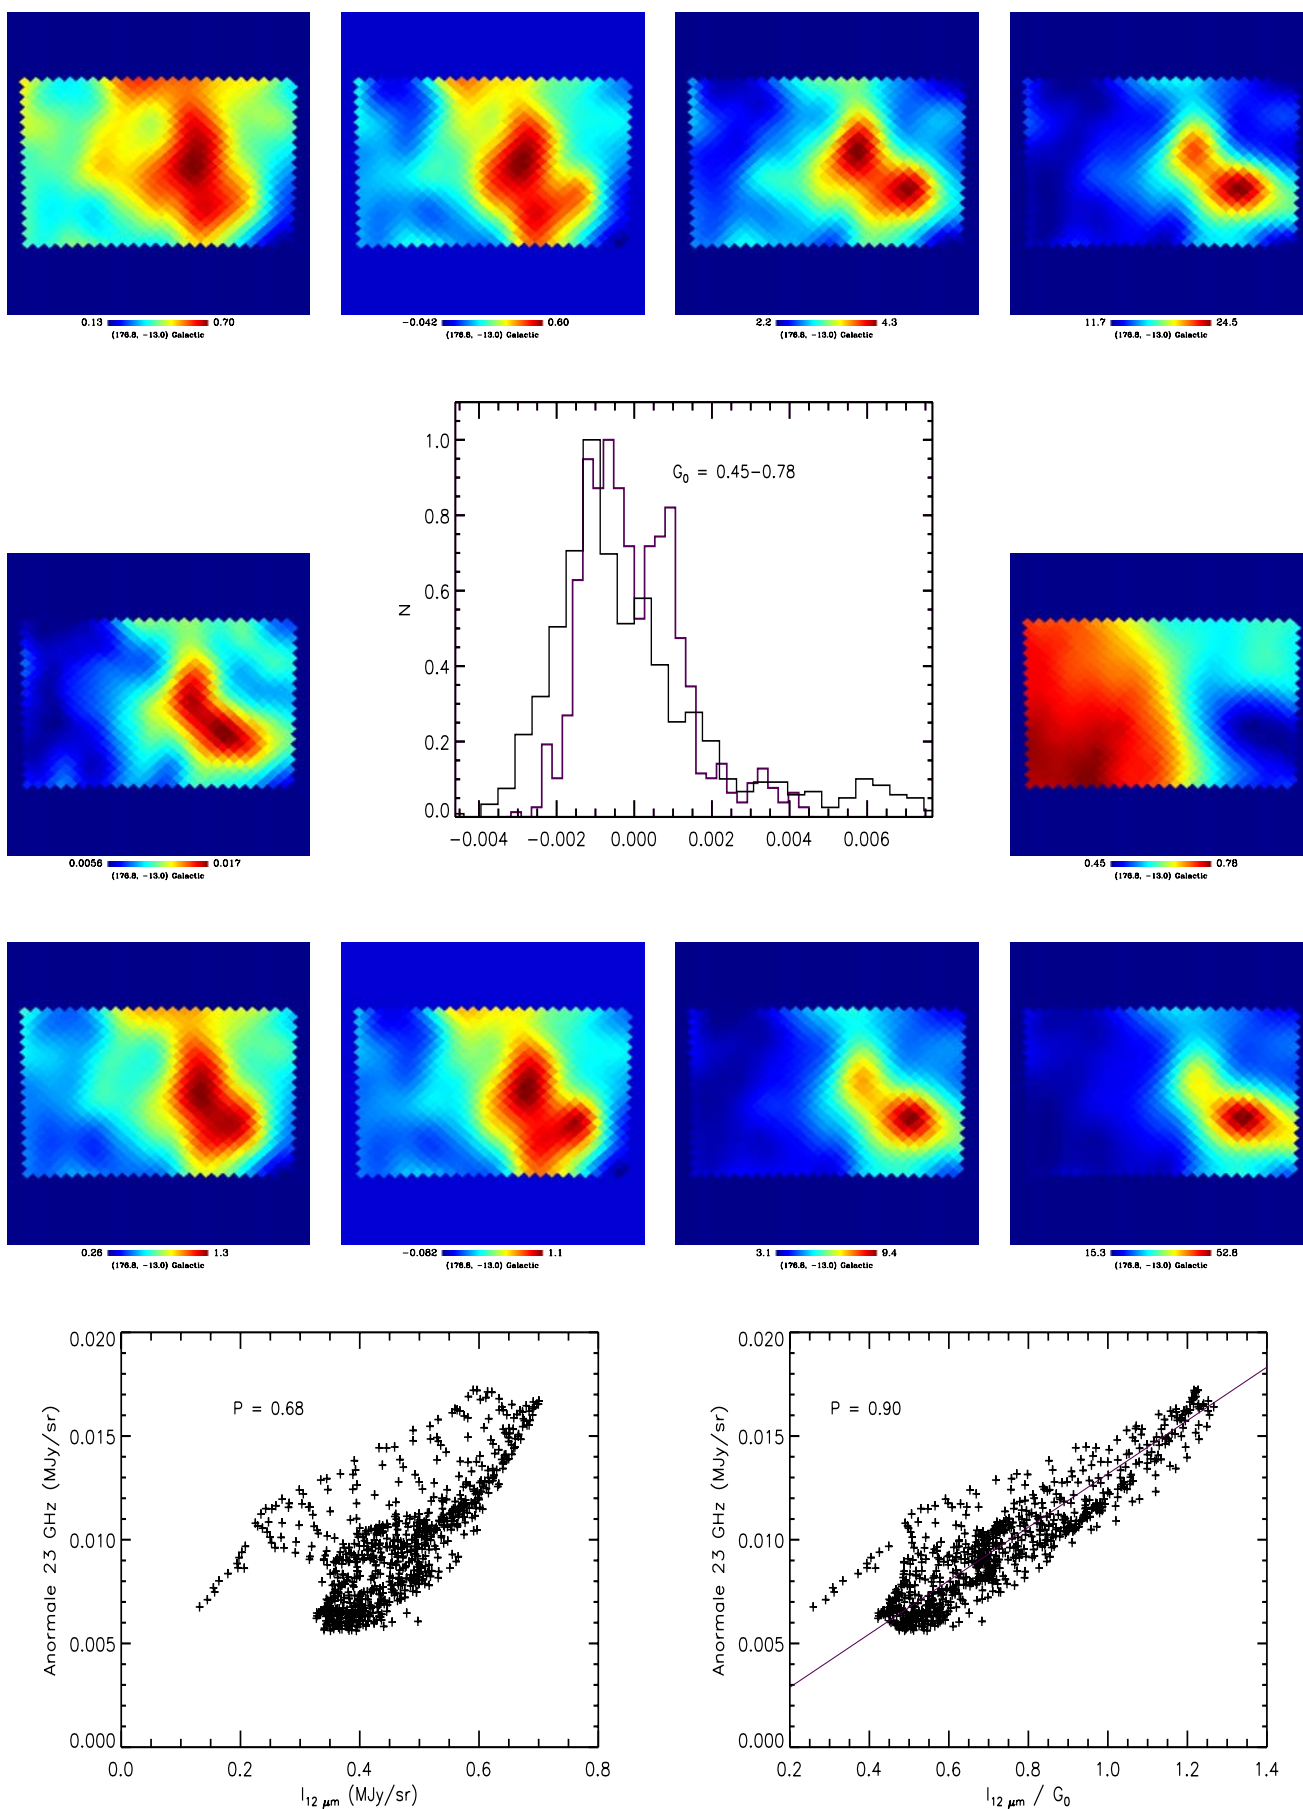 0.13 0.70
(176.8, −13.0) Galactic
−0.042 0.60
(176.8, −13.0) Galactic
2.2 4.3
(176.8, −13.0) Galactic
11.7 24.5
(176.8, −13.0) Galactic
G0 = 0.45−0.78
N
1.0
0.8
0.6
0.4
0.2
0.0
−0.004 −0.002 0.000 0.002 0.004 0.006
0.0056 0.017
(176.8, −13.0) Galactic
0.45 0.78
(176.8, −13.0) Galactic
0.26 1.3
(176.8, −13.0) Galactic
−0.082 1.1
(176.8, −13.0) Galactic
3.1 9.4
(176.8, −13.0) Galactic
15.3 52.8
(176.8, −13.0) Galactic
P = 0.68
Anormale 23 GHz (MJy/sr)
0.020
0.015
0.010
0.005
0.000
0.0 0.2 0.4 0.6 0.8
I12 μm (MJy/sr)
P = 0.90
Anormale 23 GHz (MJy/sr)
0.020
0.015
0.010
0.005
0.000
0.2 0.4 0.6 0.8 1.0 1.2 1.4
I12 μm / G0